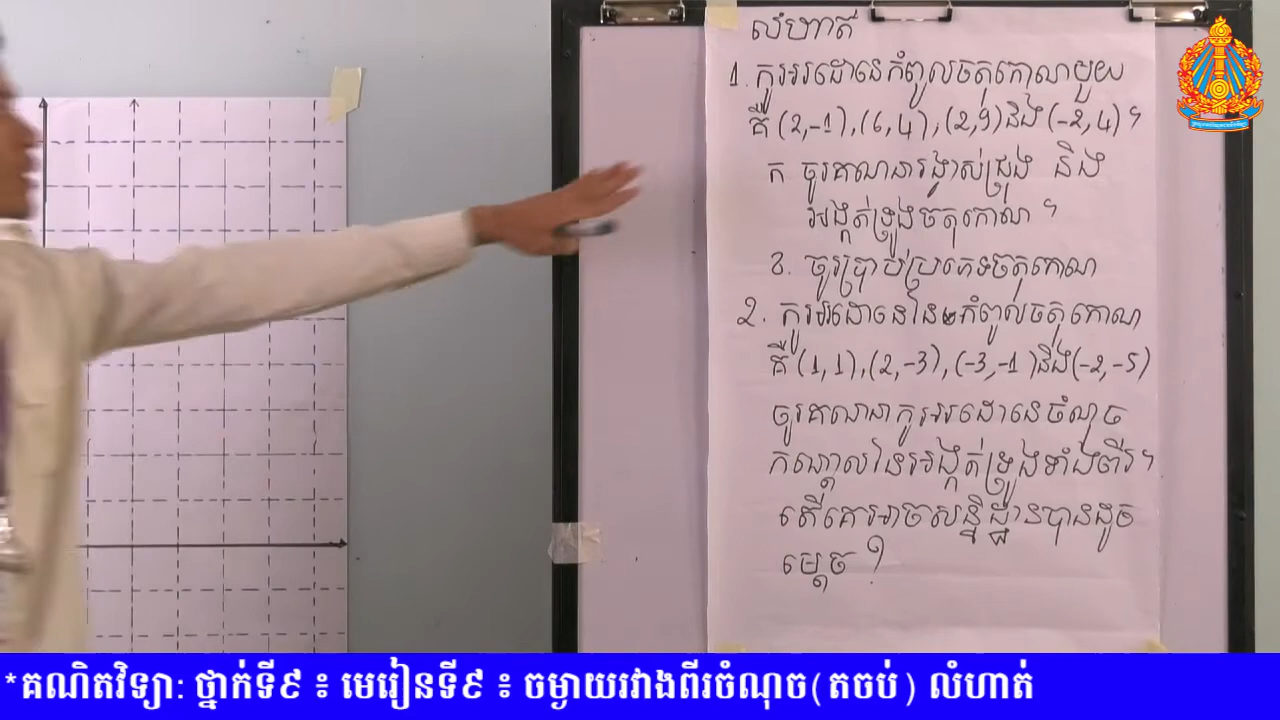 លំហាត់
1. កូអរដោនេកំពូលចតុកោណមួយ
គឺ (2,-1),(6,4),(2,9)និង(-2,4)។
ក ចូរគណនារង្វាស់ជ្រុង និង
អង្កត់ទ្រូងចតុកោណ។
ខ. ចូរប្រាប់ប្រភេទចតុកោណ
2. កូអរដោនេនៃកំពូលចតុកោណ
គឺ (1,1),(2,-3),(-3,-1)និង(-2,-5)
ចូរគណនាកូអរដោនេចំណុច
កណ្តាលនៃអង្កត់ទ្រូងទាំងពីរ។
តើគេអាចសន្និដ្ឋានបានដូច
ម្តេច?
*គណិតវិទ្យា: ថ្នាក់ទី៩ ៖ មេរៀនទី៩ ៖ ចម្ងាយរវាងពីរចំណុច(តចប់) លំហាត់